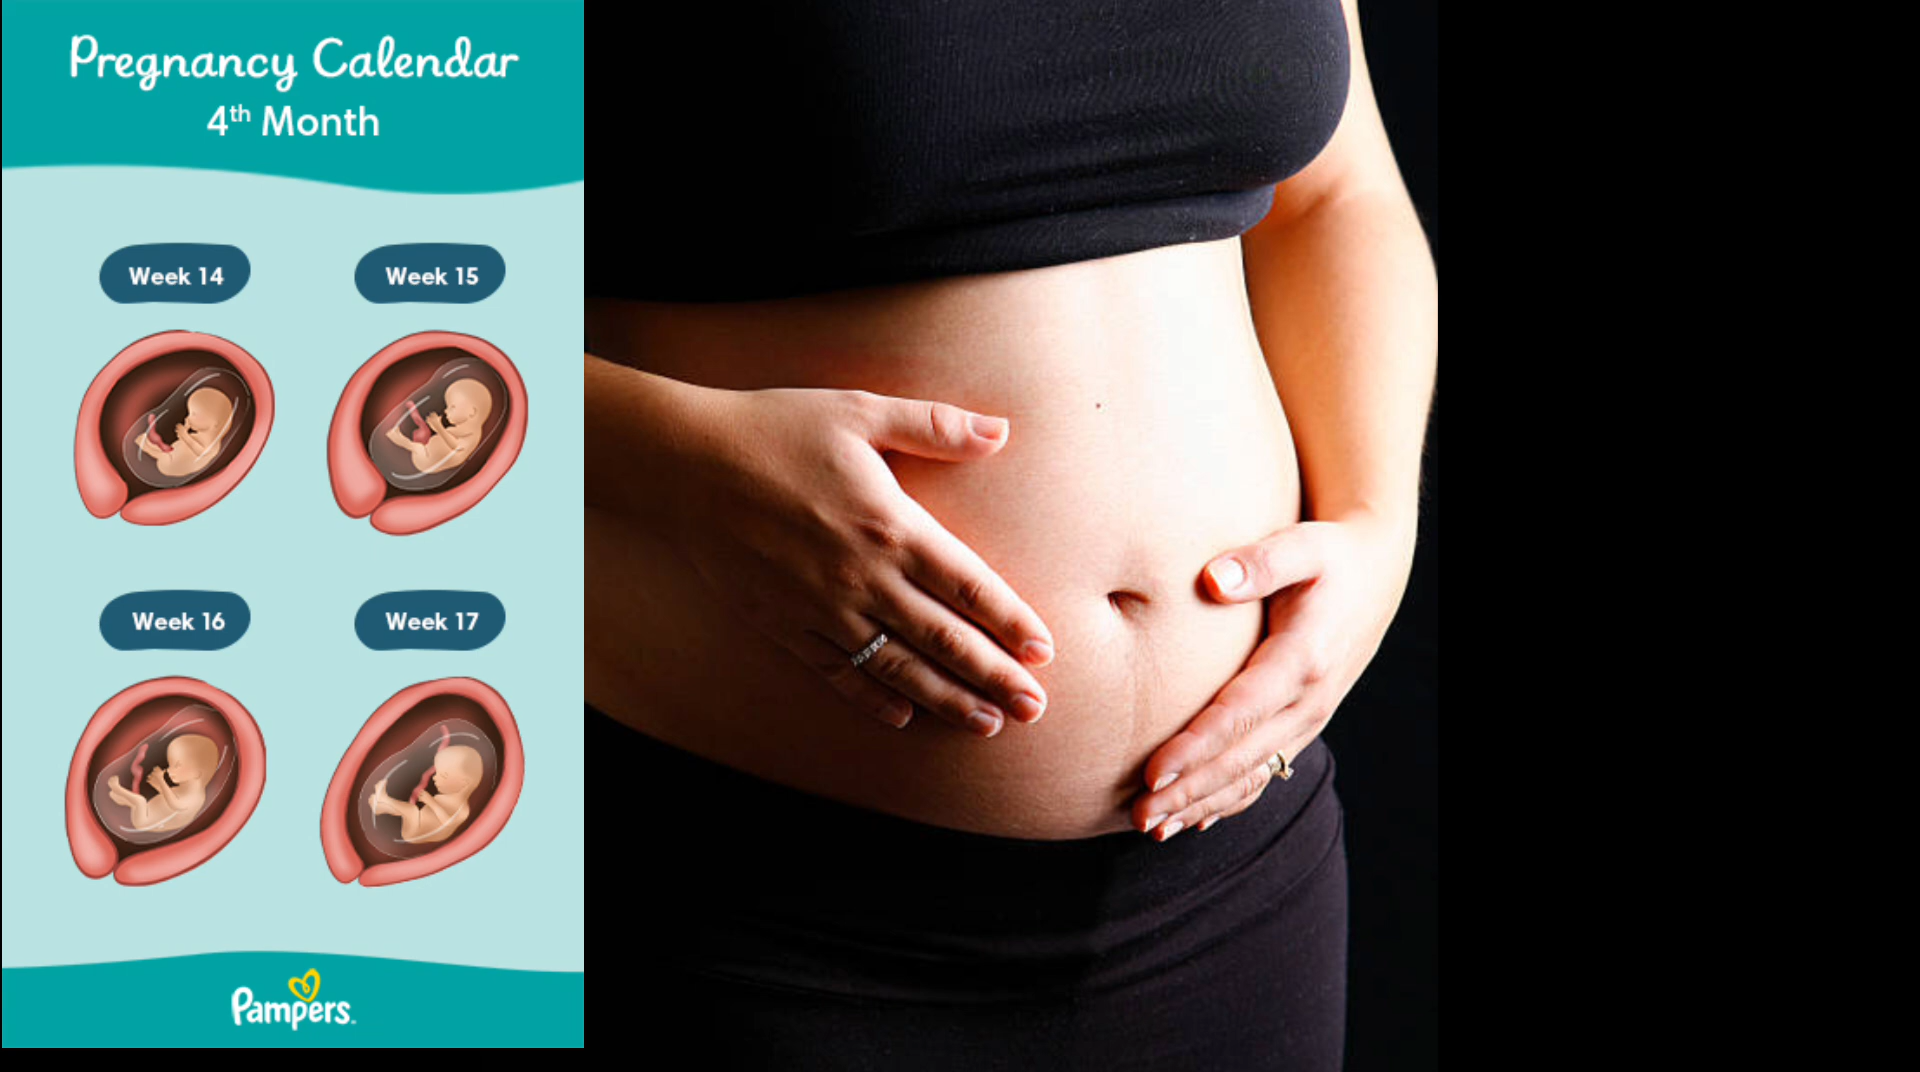 Pregnancy Calendar
4th Month
Week 14
Week 15
Week 16
Week 17
Pampers